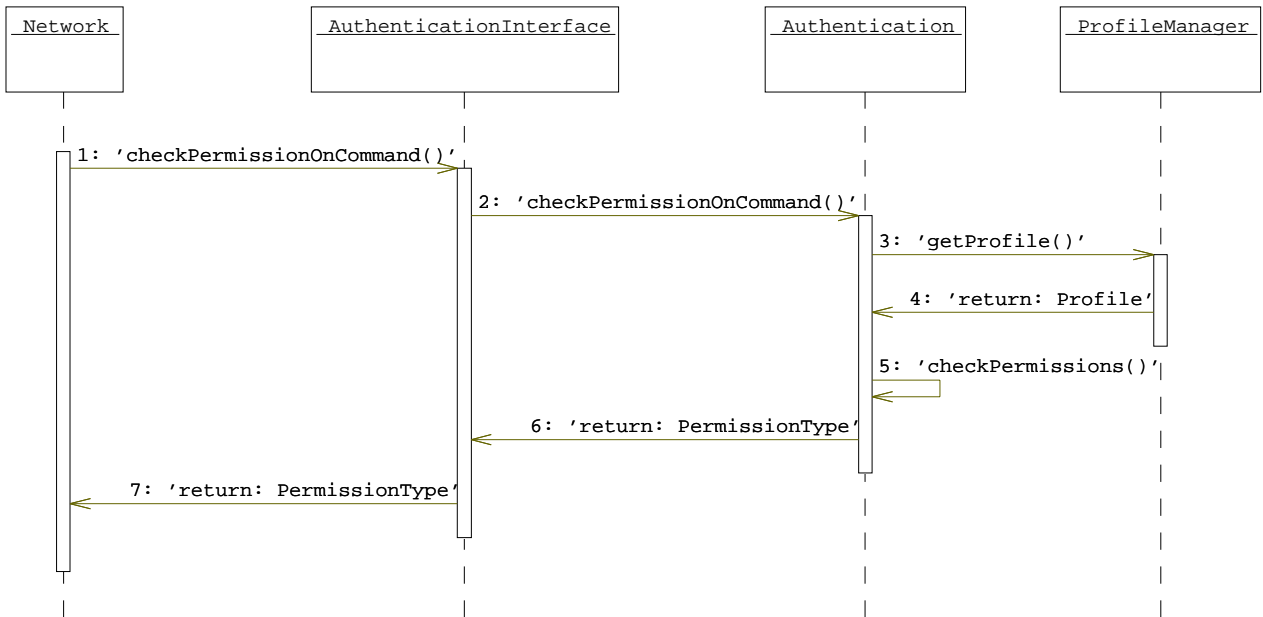 Network
AuthenticationInterface
Authentication
ProfileManager
1: ’checkPermissionOnCommand()’
2: ’checkPermissionOnCommand()’
3: ’getProfile()’
4: ’return: Profile’
5: ’checkPermissions()’
6: ’return: PermissionType’
7: ’return: PermissionType’